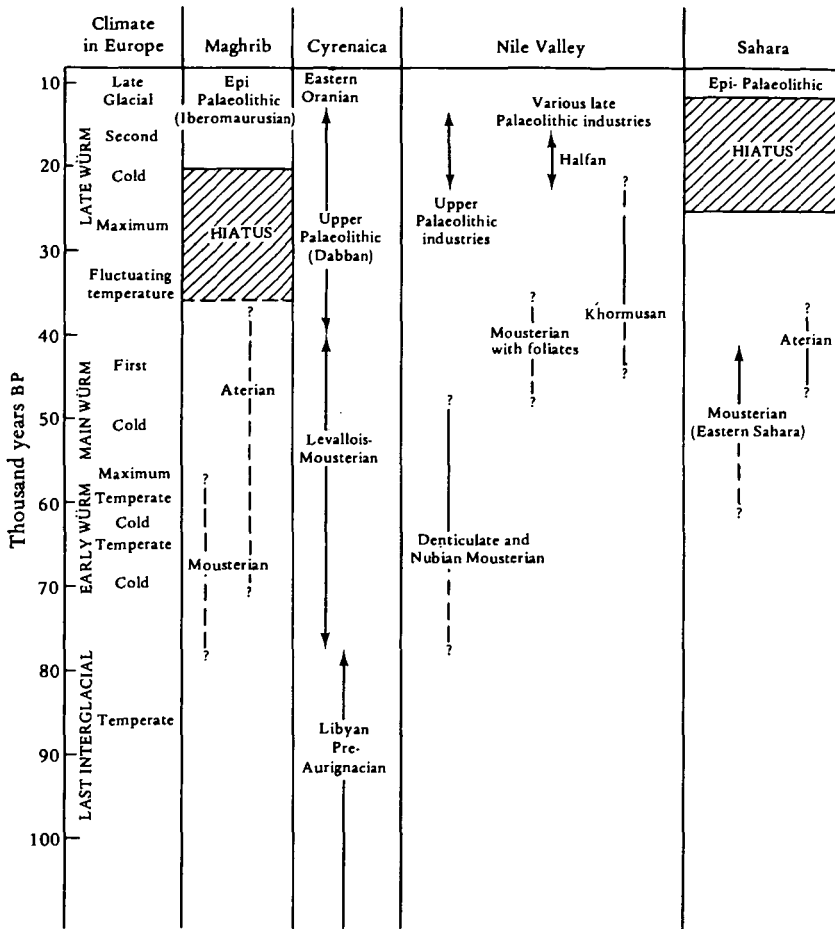 Climate
in Europe
Maghrib
Cyrenaica
Nile Valley
Sahara
Thousand years BP
10
20
30
40
50
60
70
80
90
100
LATE WÜRM
MAIN WÜRM
EARLY WÜRM
LAST INTERGLACIAL
Late
Glacial
Second
Cold
Maximum
Fluctuating
temperature
First
Cold
Maximum
Temperate
Cold
Temperate
Cold
Temperate
Epi
Palaeolithic
(Iberomaurusian)
HIATUS
?
Aterian
?
?
Mousterian
?
Eastern
Oranian
Upper
Palaeolithic
(Dabban)
Levallois-
Mousterian
Libyan
Pre-
Aurignacian
Various late
Palaeolithic industries
Halfan
Upper
Palaeolithic
industries
?
Khormusan
?
?
Mousterian
with foliates
?
?
Denticulate and
Nubian Mousterian
?
Epi- Palaeolithic
HIATUS
?
Aterian
?
Mousterian
(Eastern Sahara)
?